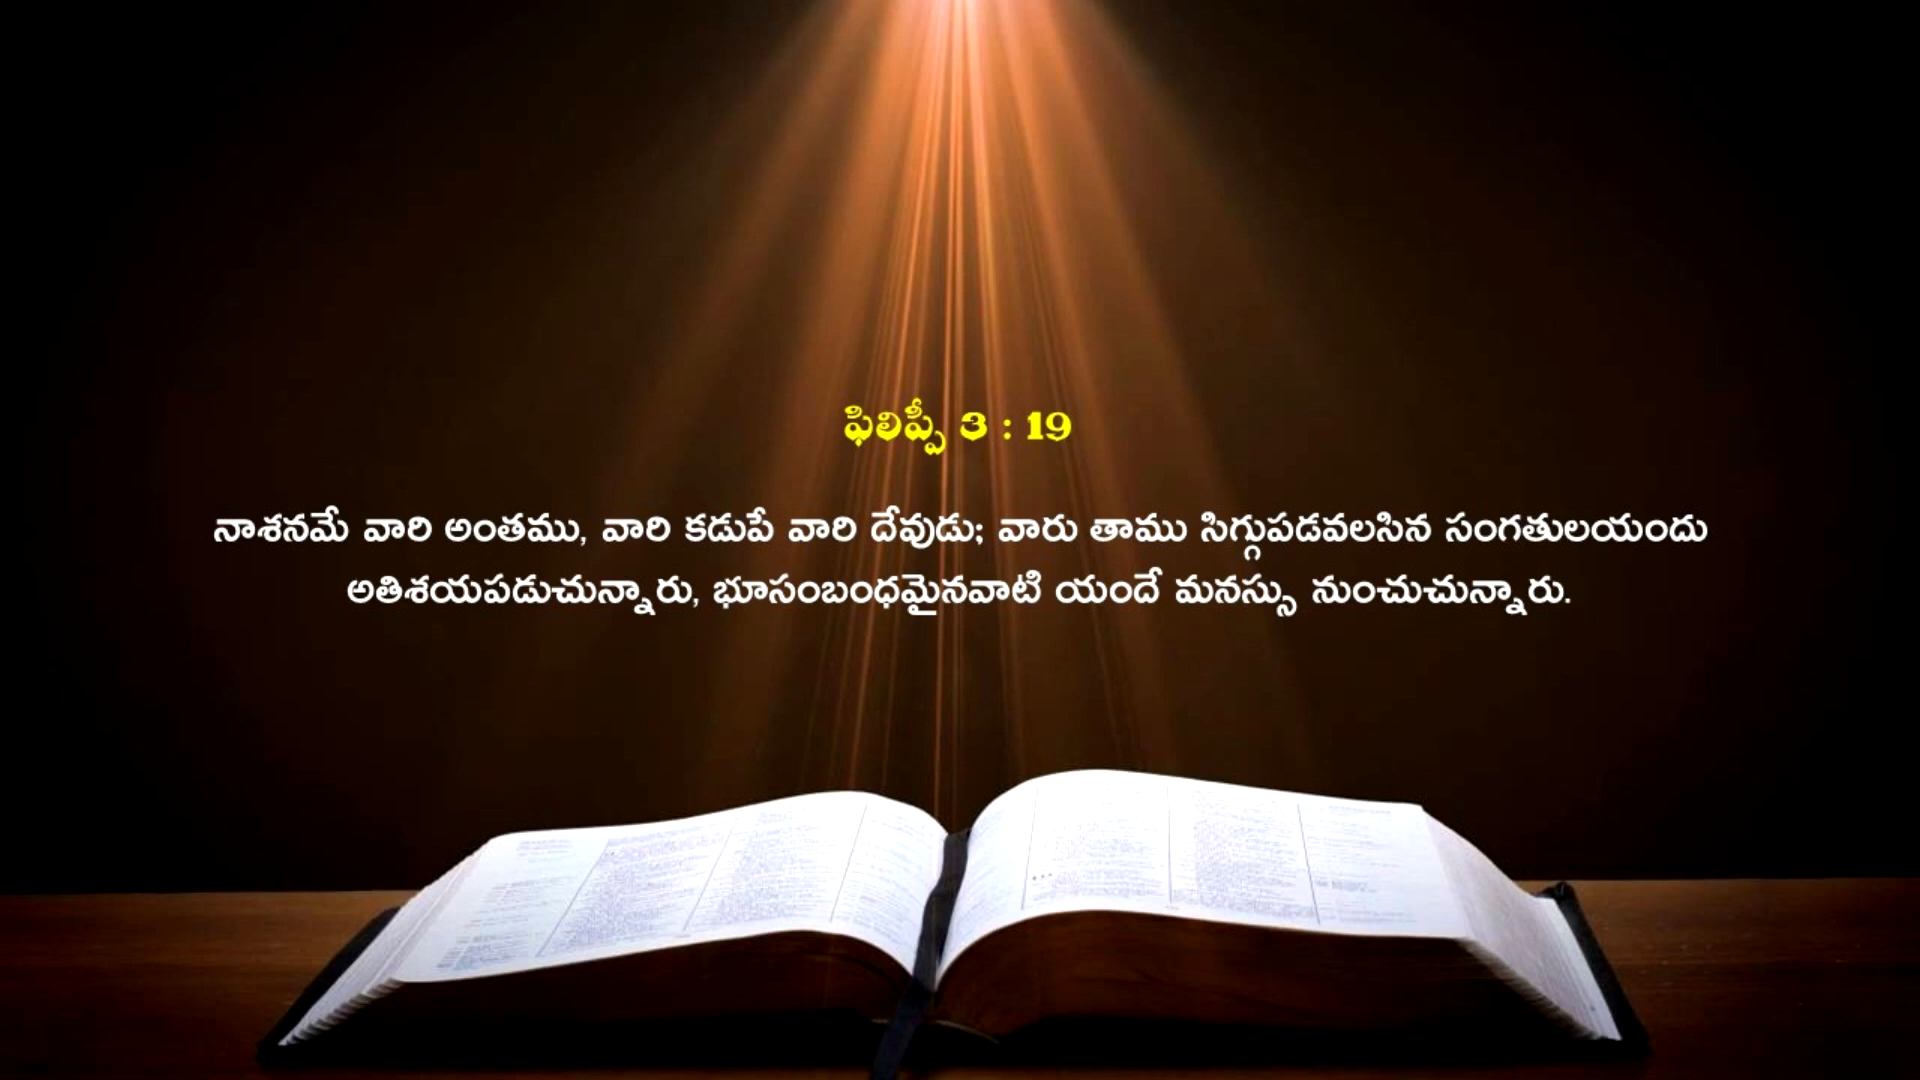 ఫిలిప్పీ 3 : 19
నాశనమే వారి అంతము, వారి కడుపే వారి దేవుడు; వారు తాము సిగ్గుపడవలసిన సంగతులయందు
అతిశయపడుచున్నారు, భూసంబంధమైనవాటి యందే మనస్సు నుంచుచున్నారు.